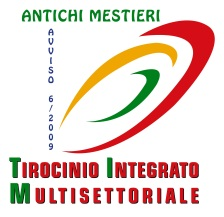 ANTICHI MESTIERI
AVVISO 6/2009
TIROCINIO INTEGRATO
MULTISETTORIALE